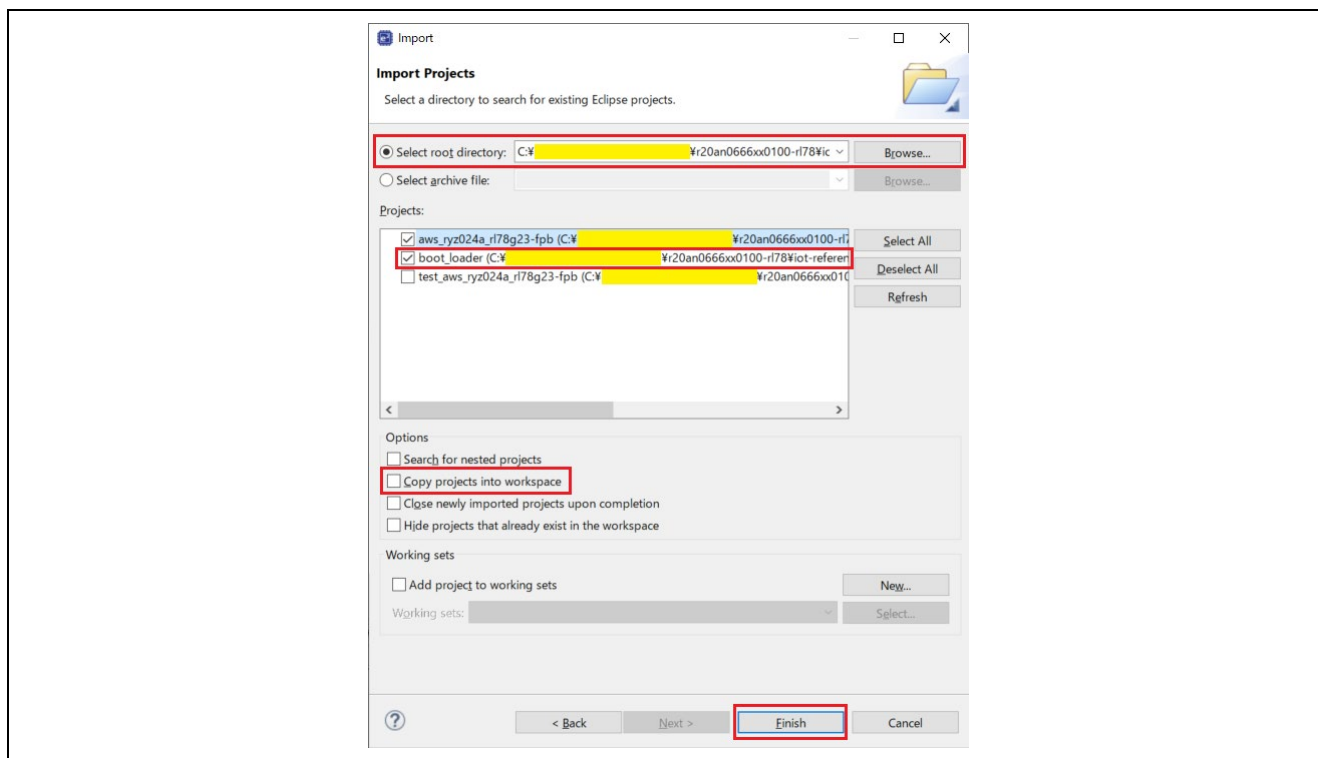 Import
Import Projects
Select a directory to search for existing Eclipse projects.
Select root directory: C:¥ ¥r20an0666xx0100-rl78¥ic Browse...
Select archive file: Browse...
Projects:
aws_ryz024a_rl78g23-fpb (C:¥ ¥r20an0666xx0100-rl7 Select All
boot_loader (C:¥ ¥r20an0666xx0100-rl78¥iot-referen Deselect All
test_aws_ryz024a_rl78g23-fpb (C:¥ ¥r20an0666xx010
Refresh
Options
Search for nested projects
Copy projects into workspace
Close newly imported projects upon completion
Hide projects that already exist in the workspace
Working sets
Add project to working sets New...
Working sets: Select...
? < Back Next > Finish Cancel